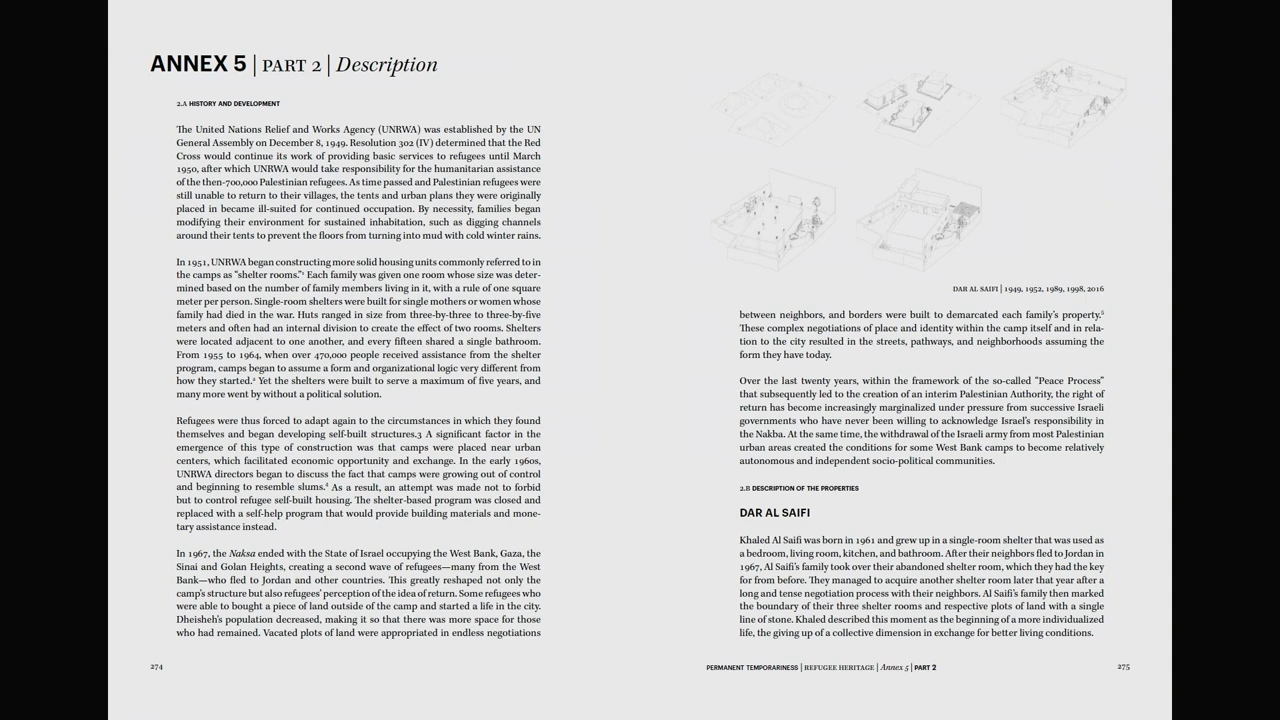 ANNEX 5 | PART 2 | Description
2.A HISTORY AND DEVELOPMENT
The United Nations Relief and Works Agency (UNRWA) was established by the UN
General Assembly on December 8, 1949. Resolution 302 (IV) determined that the Red
Cross would continue its work of providing basic services to refugees until March
1950, after which UNRWA would take responsibility for the humanitarian assistance
of the then-700,000 Palestinian refugees. As time passed and Palestinian refugees were
still unable to return to their villages, the tents and urban plans they were originally
placed in became ill-suited for continued occupation. By necessity, families began
modifying their environment for sustained inhabitation, such as digging channels
around their tents to prevent the floors from turning into mud with cold winter rains.
In 1951, UNRWA began constructing more solid housing units commonly referred to in
the camps as "shelter rooms."¹ Each family was given one room whose size was deter-
mined based on the number of family members living in it, with a rule of one square
meter per person. Single-room shelters were built for single mothers or women whose
family had died in the war. Huts ranged in size from three-by-three to three-by-five
meters and often had an internal division to create the effect of two rooms. Shelters
were located adjacent to one another, and every fifteen shared a single bathroom.
From 1955 to 1964, when over 470,000 people received assistance from the shelter
program, camps began to assume a form and organizational logic very different from
how they started.² Yet the shelters were built to serve a maximum of five years, and
many more went by without a political solution.
Refugees were thus forced to adapt again to the circumstances in which they found
themselves and began developing self-built structures.3 A significant factor in the
emergence of this type of construction was that camps were placed near urban
centers, which facilitated economic opportunity and exchange. In the early 1960s,
UNRWA directors began to discuss the fact that camps were growing out of control
and beginning to resemble slums.⁴ As a result, an attempt was made not to forbid
but to control refugee self-built housing. The shelter-based program was closed and
replaced with a self-help program that would provide building materials and mone-
tary assistance instead.
In 1967, the Naksa ended with the State of Israel occupying the West Bank, Gaza, the
Sinai and Golan Heights, creating a second wave of refugees—many from the West
Bank—who fled to Jordan and other countries. This greatly reshaped not only the
camp's structure but also refugees' perception of the idea of return. Some refugees who
were able to bought a piece of land outside of the camp and started a life in the city.
Dheisheh's population decreased, making it so that there was more space for those
who had remained. Vacated plots of land were appropriated in endless negotiations
274
DAR AL SAIFI | 1949, 1952, 1989, 1998, 2016
between neighbors, and borders were built to demarcated each family's property.⁵
These complex negotiations of place and identity within the camp itself and in rela-
tion to the city resulted in the streets, pathways, and neighborhoods assuming the
form they have today.
Over the last twenty years, within the framework of the so-called "Peace Process"
that subsequently led to the creation of an interim Palestinian Authority, the right of
return has become increasingly marginalized under pressure from successive Israeli
governments who have never been willing to acknowledge Israel's responsibility in
the Nakba. At the same time, the withdrawal of the Israeli army from most Palestinian
urban areas created the conditions for some West Bank camps to become relatively
autonomous and independent socio-political communities.
2.B DESCRIPTION OF THE PROPERTIES
DAR AL SAIFI
Khaled Al Saifi was born in 1961 and grew up in a single-room shelter that was used as
a bedroom, living room, kitchen, and bathroom. After their neighbors fled to Jordan in
1967, Al Saifi's family took over their abandoned shelter room, which they had the key
for from before. They managed to acquire another shelter room later that year after a
long and tense negotiation process with their neighbors. Al Saifi's family then marked
the boundary of their three shelter rooms and respective plots of land with a single
line of stone. Khaled described this moment as the beginning of a more individualized
life, the giving up of a collective dimension in exchange for better living conditions.
PERMANENT TEMPORARINESS | REFUGEE HERITAGE | Annex 5 | PART 2
275